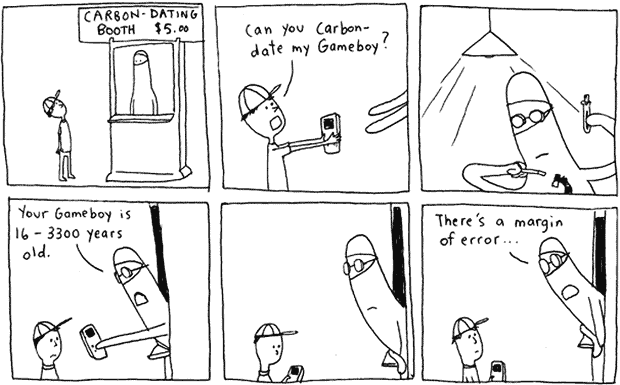 CARBON-DATING
BOOTH $5.00
Can you Carbon-
date my Gameboy?
Your Gameboy is
16 - 3300 years
old.
There's a margin
of error...